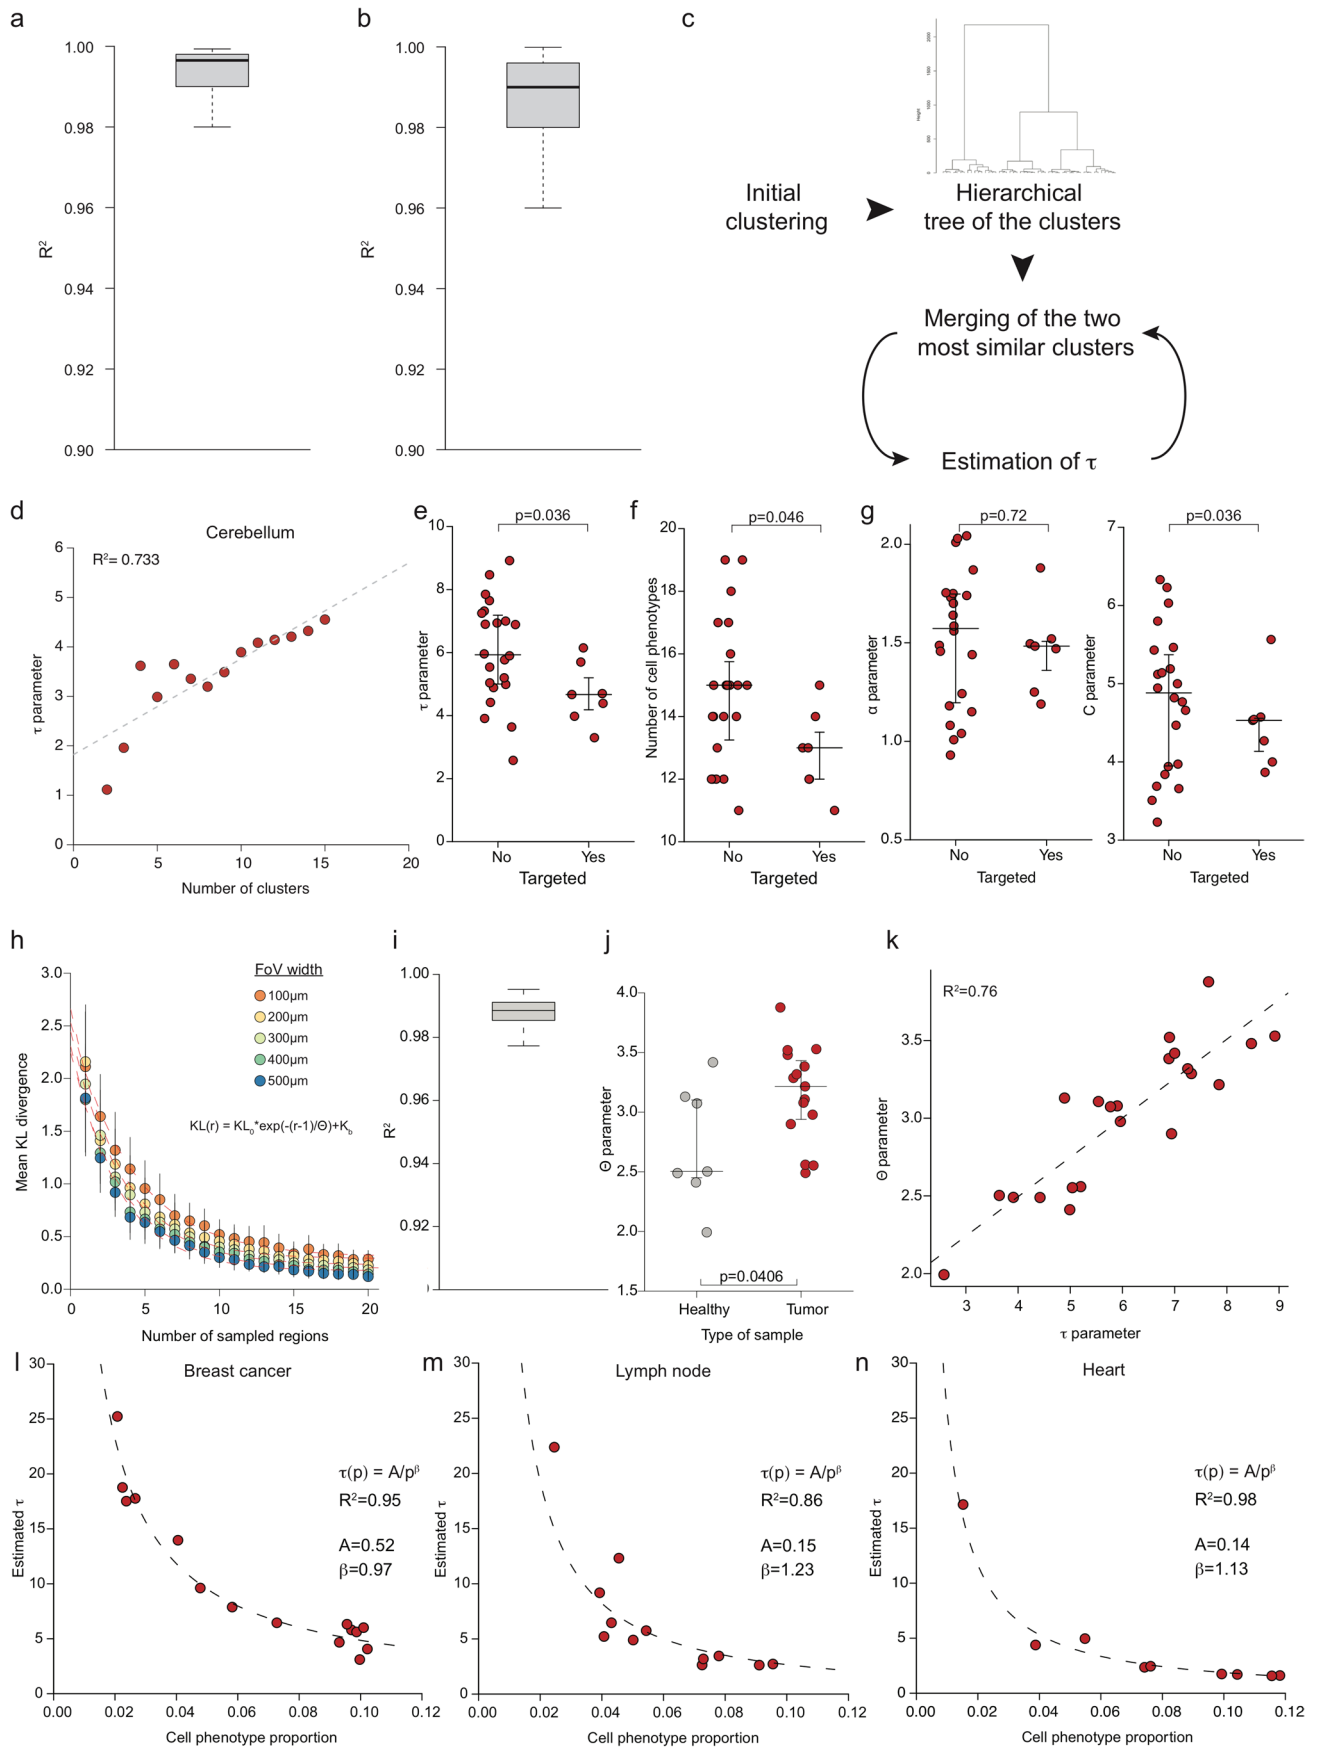 a
1.00
0.98
0.96
0.94
0.92
0.90
R²
b
1.00
0.98
0.96
0.94
0.92
0.90
R²
c
Height
2000
1500
1000
500
0
Initial
clustering
Hierarchical
tree of the clusters
Merging of the two
most similar clusters
Estimation of τ
d
Cerebellum
R²= 0.733
τ parameter
6
5
4
3
2
1
0
0
5
10
15
20
Number of clusters
e
p=0.036
τ parameter
10
8
6
4
2
0
No
Yes
Targeted
f
p=0.046
Number of cell phenotypes
20
18
16
14
12
10
No
Yes
Targeted
g
p=0.72
α parameter
2.0
1.5
1.0
0.5
No
Yes
Targeted
p=0.036
C parameter
7
6
5
4
3
No
Yes
Targeted
h
Mean KL divergence
3.0
2.5
2.0
1.5
1.0
0.5
0.0
FoV width
100µm
200µm
300µm
400µm
500µm
KL(r) = KL₀*exp(-(r-1)/Θ)+K_b
0
5
10
15
20
Number of sampled regions
i
1.00
0.98
0.96
0.94
0.92
R²
j
Θ parameter
4.0
3.5
3.0
2.5
2.0
1.5
p=0.0406
Healthy
Tumor
Type of sample
k
R²=0.76
Θ parameter
3.5
3.0
2.5
2.0
3
4
5
6
7
8
9
τ parameter
l
Breast cancer
Estimated τ
30
25
20
15
10
5
0
τ(p) = A/pᵝ
R²=0.95
A=0.52
β=0.97
0.00
0.02
0.04
0.06
0.08
0.10
0.12
Cell phenotype proportion
m
Lymph node
Estimated τ
30
25
20
15
10
5
0
τ(p) = A/pᵝ
R²=0.86
A=0.15
β=1.23
0.00
0.02
0.04
0.06
0.08
0.10
0.12
Cell phenotype proportion
n
Heart
Estimated τ
30
25
20
15
10
5
0
τ(p) = A/pᵝ
R²=0.98
A=0.14
β=1.13
0.00
0.02
0.04
0.06
0.08
0.10
0.12
Cell phenotype proportion